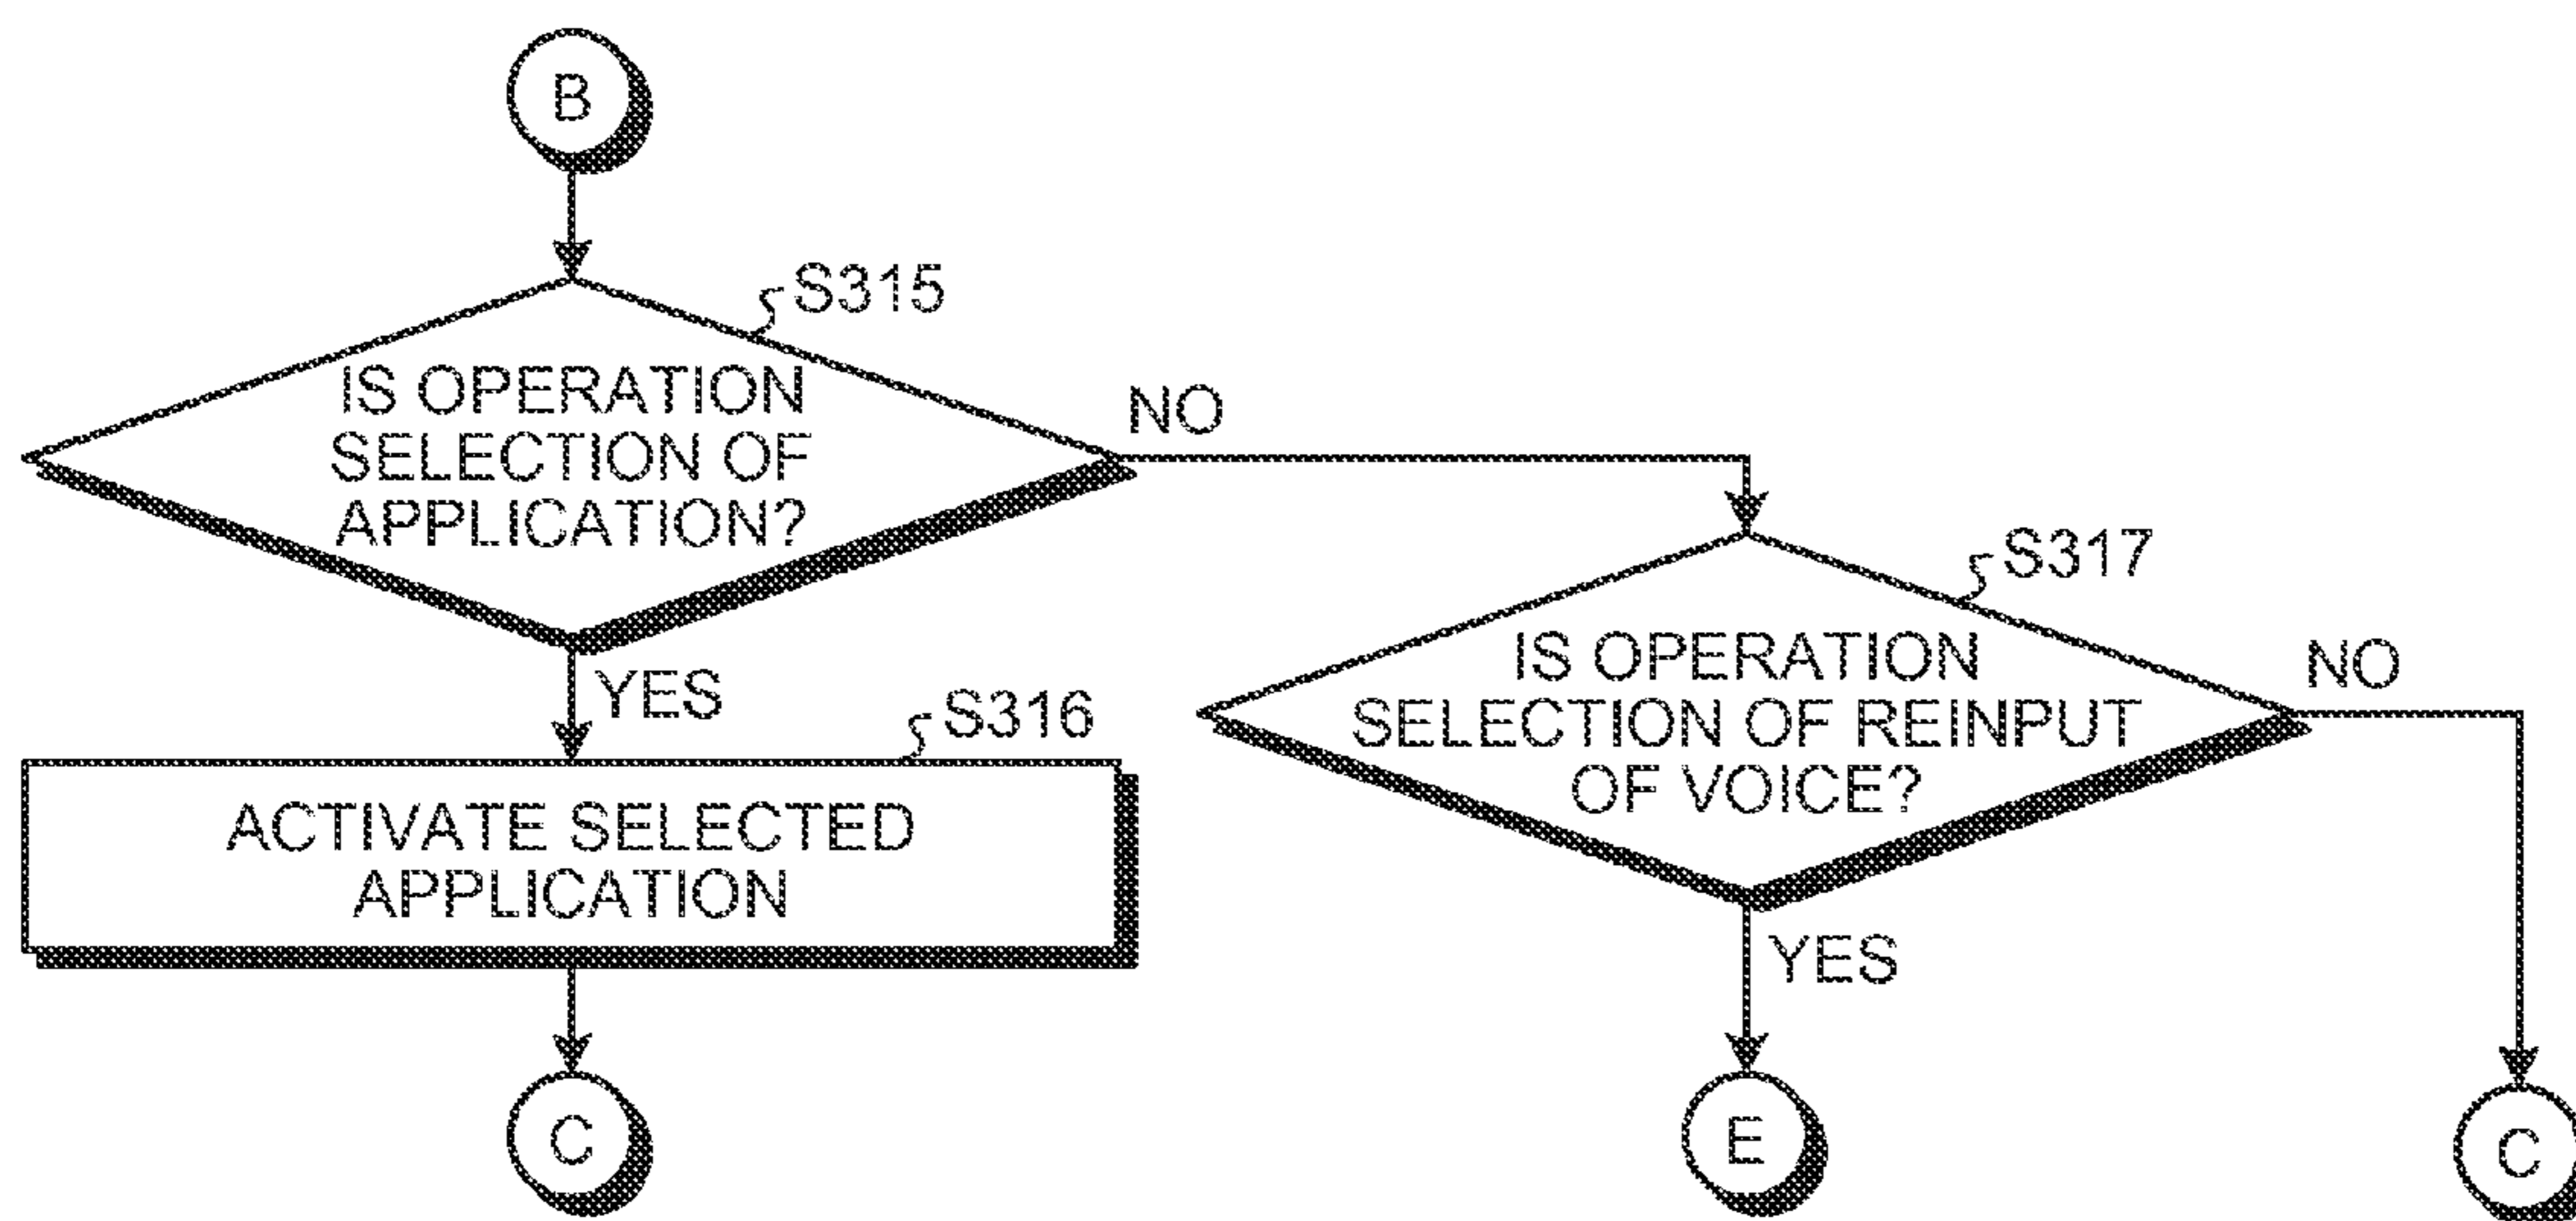 B
S315
IS OPERATION
SELECTION OF
APPLICATION?
NO
YES
S316
ACTIVATE SELECTED
APPLICATION
C
S317
IS OPERATION
SELECTION OF REINPUT
OF VOICE?
NO
YES
E
C